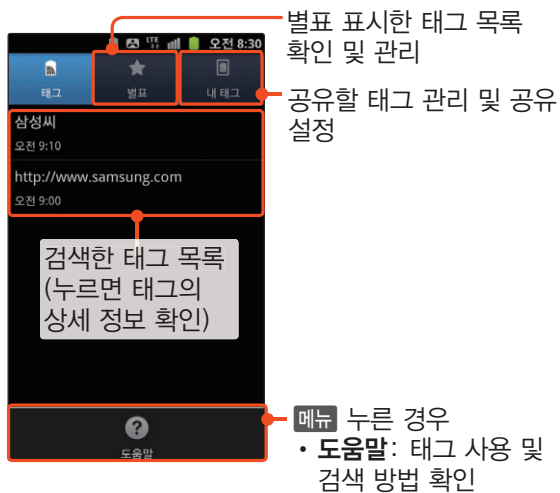 별표 표시한 태그 목록
확인 및 관리
LTE 오전 8:30
태그 별표 내 태그
공유할 태그 관리 및 공유
설정
삼성씨
오전 9:10
http://www.samsung.com
오전 9:00
검색한 태그 목록
(누르면 태그의
상세 정보 확인)
도움말
메뉴 누른 경우
• 도움말: 태그 사용 및
검색 방법 확인